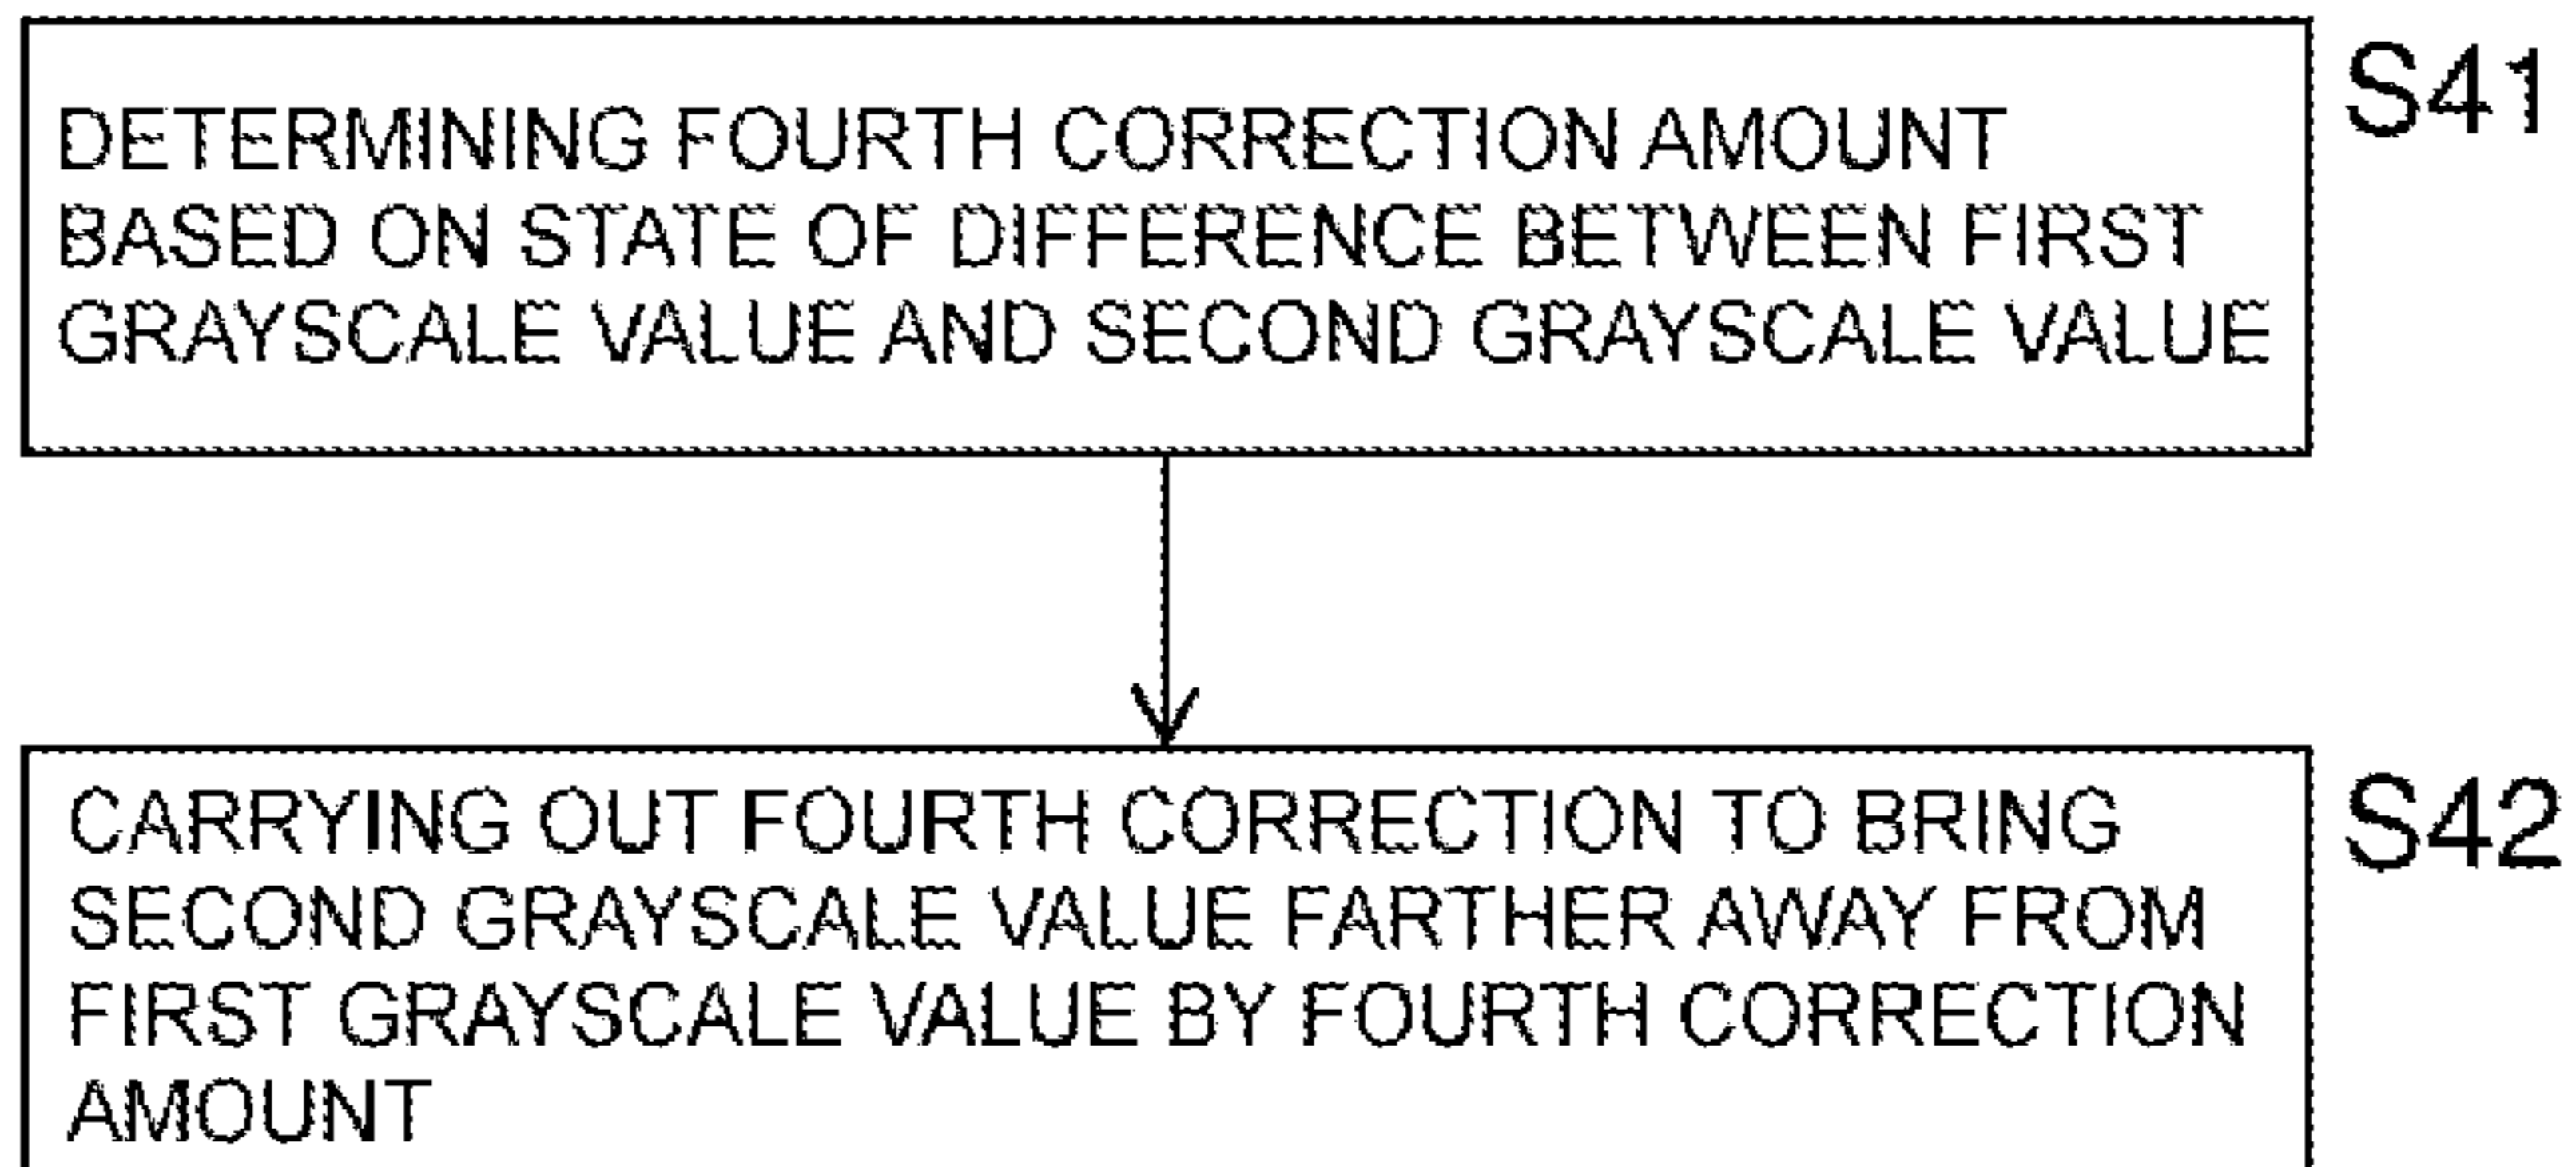 DETERMINING FOURTH CORRECTION AMOUNT
BASED ON STATE OF DIFFERENCE BETWEEN FIRST
GRAYSCALE VALUE AND SECOND GRAYSCALE VALUE
S41
CARRYING OUT FOURTH CORRECTION TO BRING
SECOND GRAYSCALE VALUE FARTHER AWAY FROM
FIRST GRAYSCALE VALUE BY FOURTH CORRECTION
AMOUNT
S42